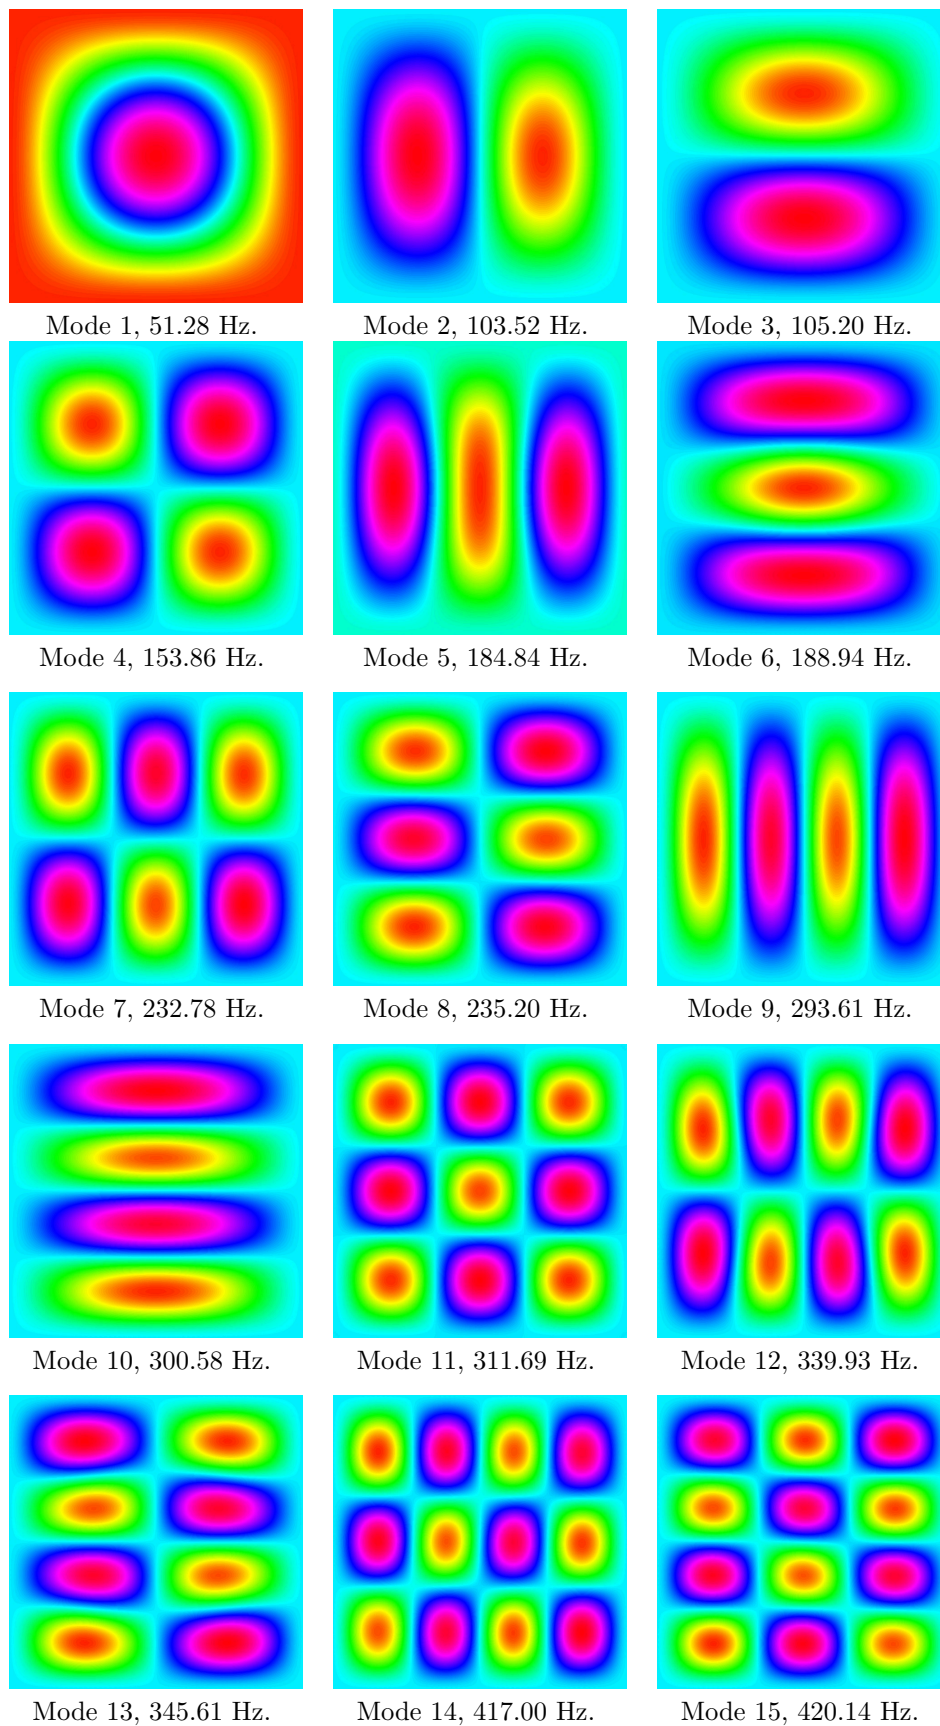 Mode 1, 51.28 Hz.
Mode 2, 103.52 Hz.
Mode 3, 105.20 Hz.
Mode 4, 153.86 Hz.
Mode 5, 184.84 Hz.
Mode 6, 188.94 Hz.
Mode 7, 232.78 Hz.
Mode 8, 235.20 Hz.
Mode 9, 293.61 Hz.
Mode 10, 300.58 Hz.
Mode 11, 311.69 Hz.
Mode 12, 339.93 Hz.
Mode 13, 345.61 Hz.
Mode 14, 417.00 Hz.
Mode 15, 420.14 Hz.